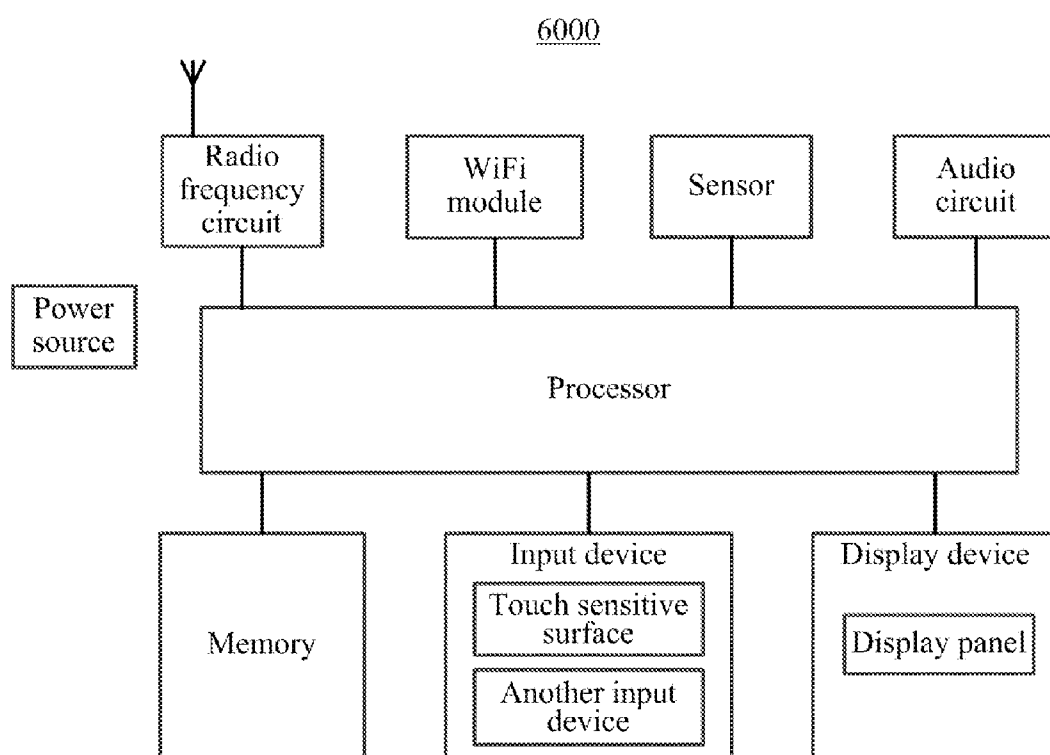 6000
Radio
frequency
circuit
WiFi
module
Sensor
Audio
circuit
Power
source
Processor
Memory
Input device
Touch sensitive
surface
Another input
device
Display device
Display panel